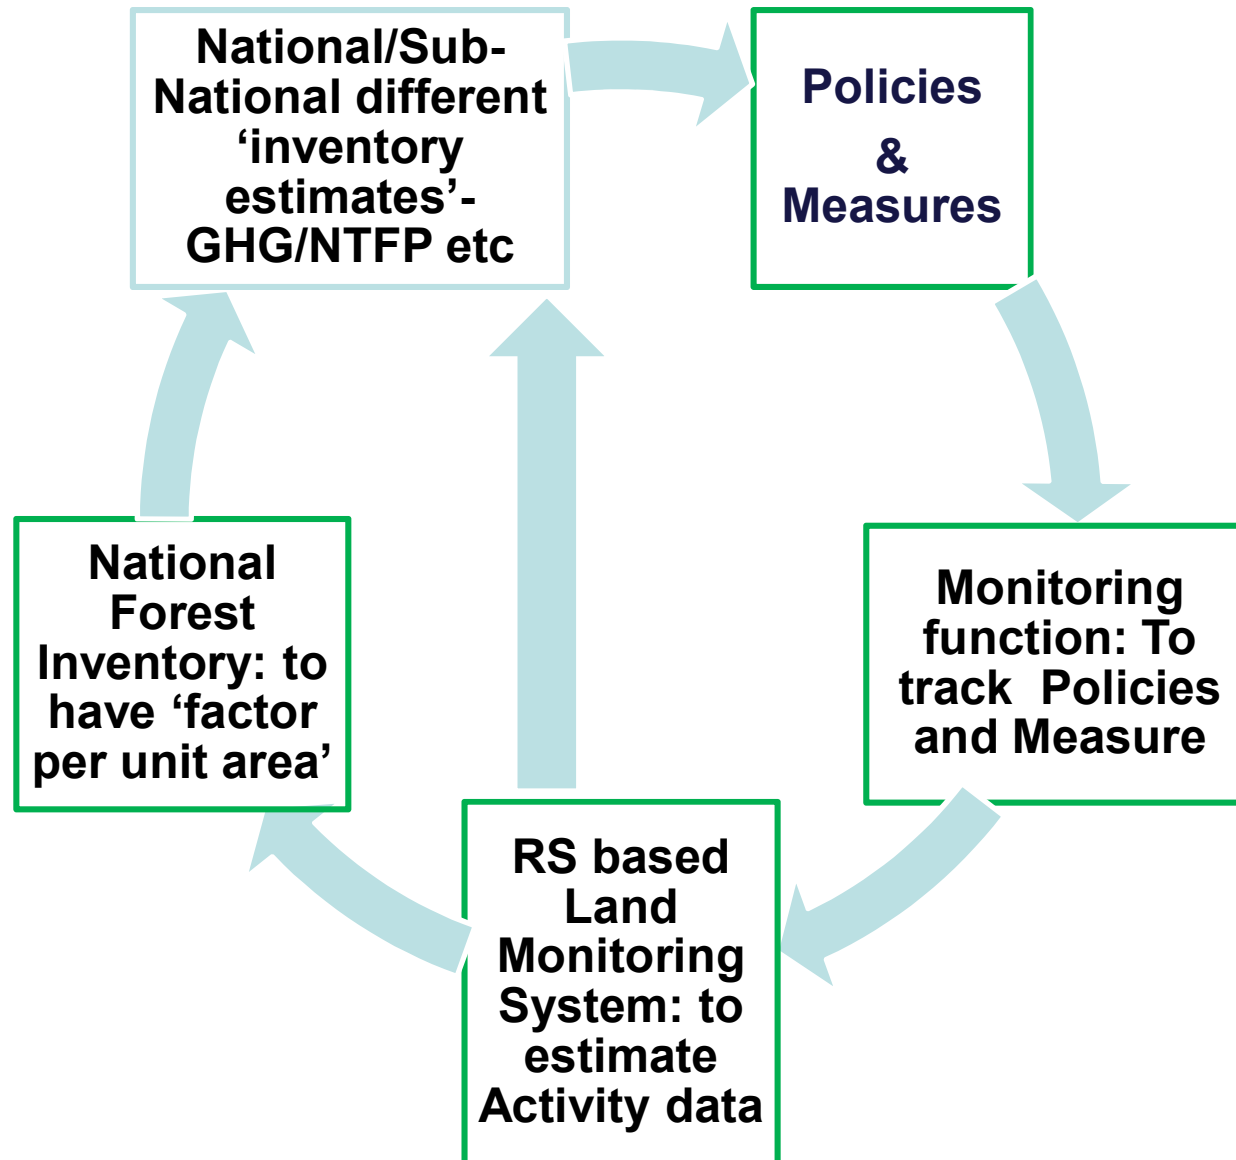 National/Sub-
National different
‘inventory
estimates’-
GHG/NTFP etc
Policies
&
Measures
Monitoring
function: To
track Policies
and Measure
RS based
Land
Monitoring
System: to
estimate
Activity data
National
Forest
Inventory: to
have ‘factor
per unit area’